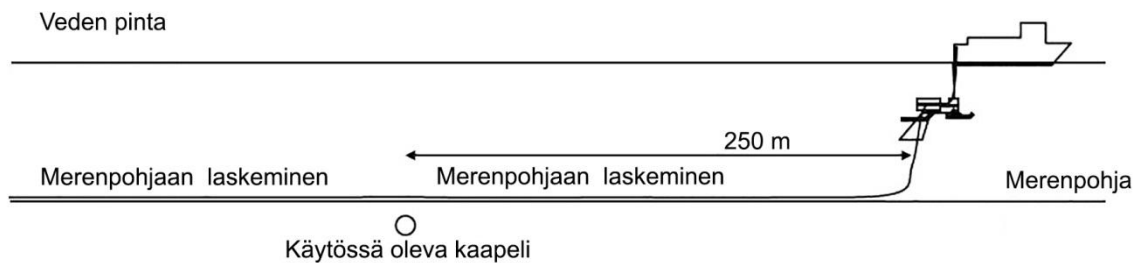 Veden pinta
250 m
Merenpohjaan laskeminen
Merenpohjaan laskeminen
Merenpohja
Käytössä oleva kaapeli